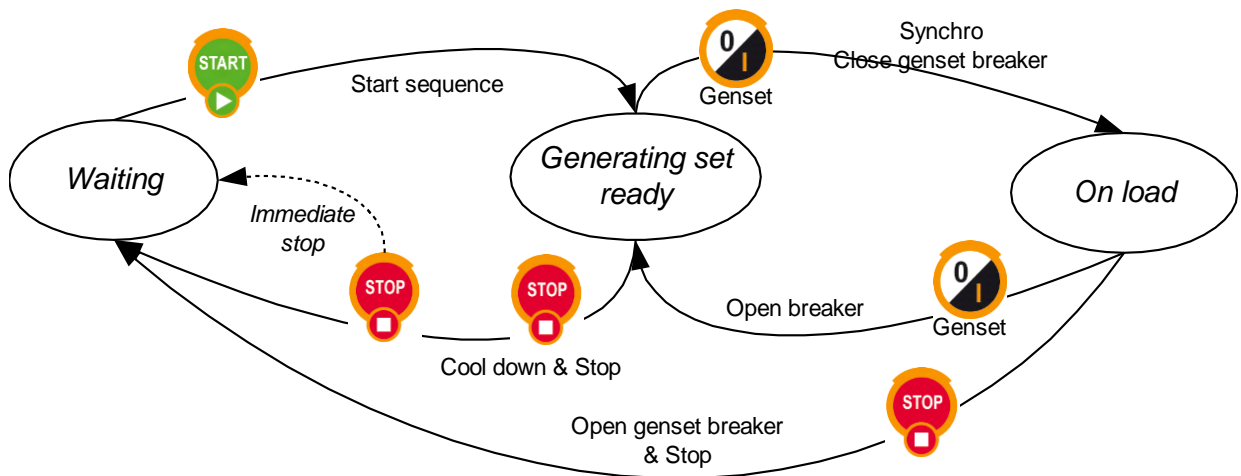 START
Start sequence
0
I
Genset
Synchro
Close genset breaker
Waiting
Generating set
ready
On load
Immediate
stop
STOP
STOP
Cool down & Stop
Open breaker
0
I
Genset
STOP
Open genset breaker
& Stop